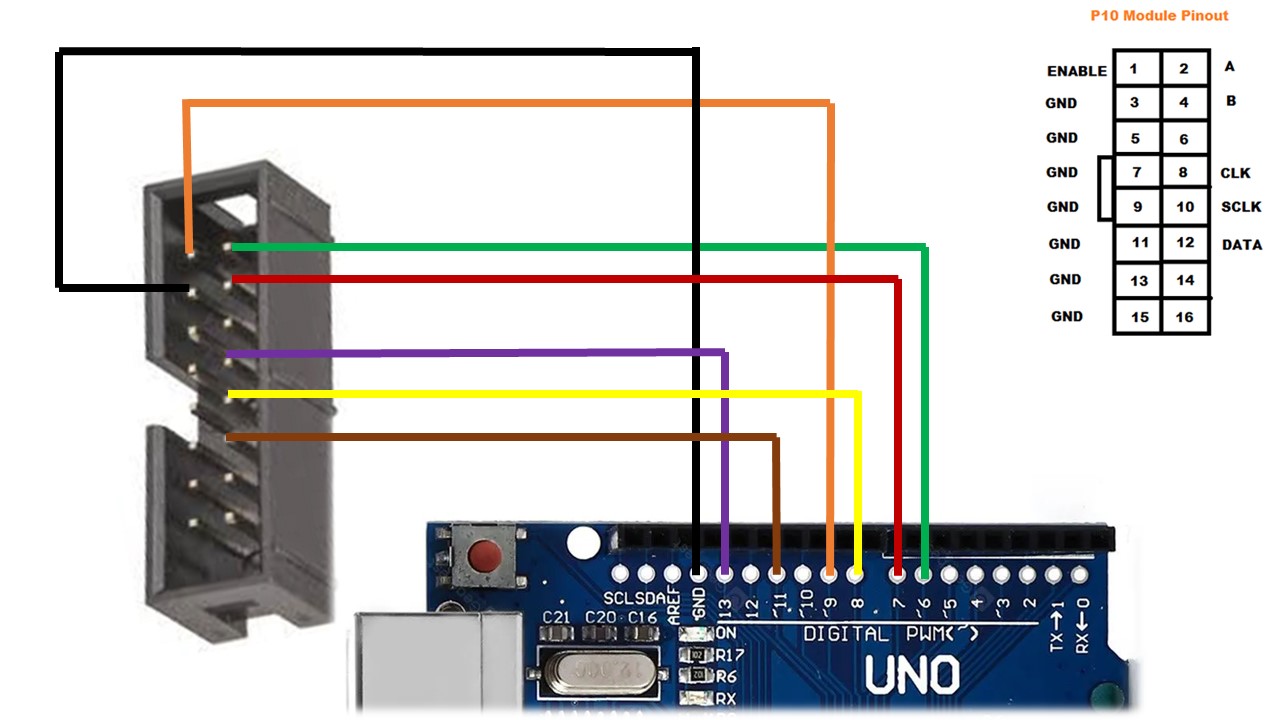 P10 Module Pinout
ENABLE 1 2 A
GND 3 4 B
GND 5 6
GND 7 8 CLK
GND 9 10 SCLK
GND 11 12 DATA
GND 13 14
GND 15 16
SCL SDA AREF GND 13 12 ~11 ~10 ~9 8 7 ~6 ~5 4 ~3 2 TX→1 RX←0
C21 C20 C16
ON
DIGITAL PWM(~)
R17
R6
RX
UNO